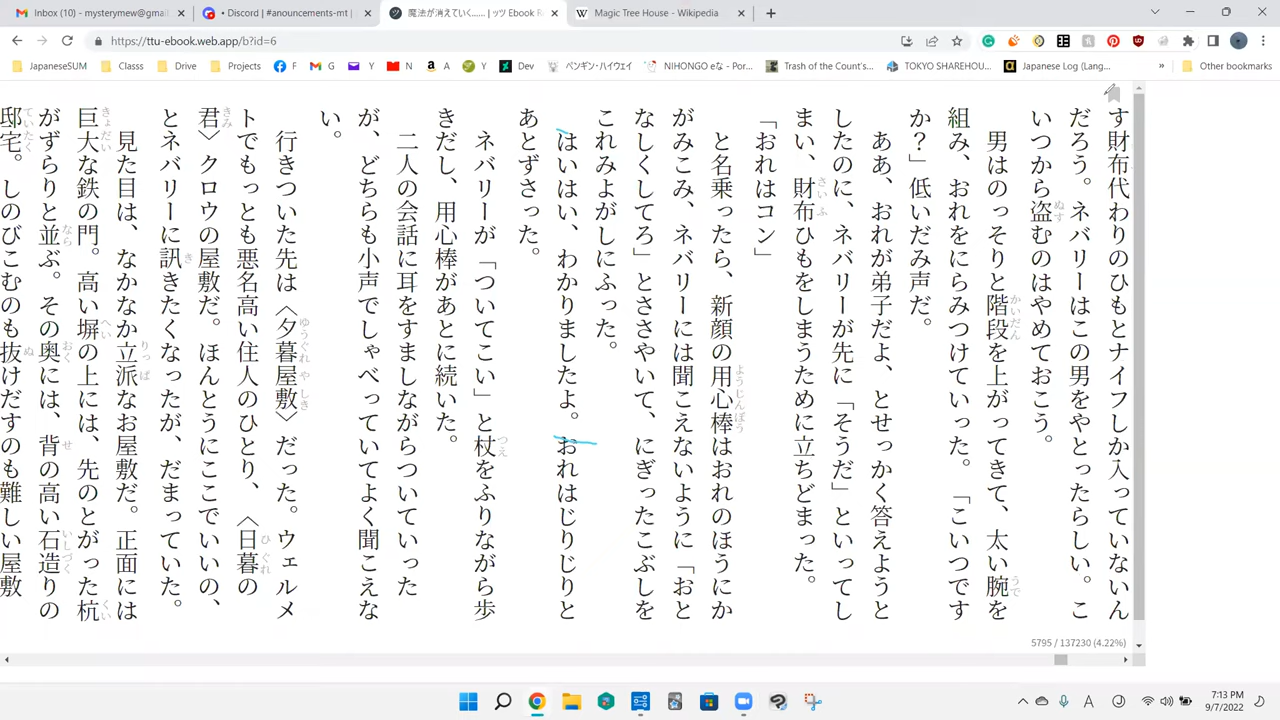 Inbox (10) - mysterymew@gmail
• Discord | #anouncements-mt |
魔法が消えていく…… | ッツ Ebook R
Magic Tree House - Wikipedia
https://ttu-ebook.web.app/b?id=6
JapaneseSUM
Classs
Drive
Projects
F
G
Y
N
A
Y
Dev
ペンギン・ハイウェイ
NIHONGO eな - Por...
Trash of the Count's...
TOKYO SHAREHOU...
Japanese Log (Lang...
»
Other bookmarks
す財布代わりのひもとナイフしか入っていないん
だろう。ネバリーはこの男をやとったらしい。こ
いつから盗むのはやめておこう。
男はのっそりと階段を上がってきて、太い腕を
組み、おれをにらみつけていった。「こいつです
か？」低いだみ声だ。
ああ、おれが弟子だよ、とせっかく答えようと
したのに、ネバリーが先に「そうだ」といってし
まい、財布ひもをしまうために立ちどまった。
「おれはコン」
と名乗ったら、新顔の用心棒はおれのほうにか
がみこみ、ネバリーには聞こえないように「おと
なしくしてろ」とささやいて、にぎったこぶしを
これみよがしにふった。
はいはい、わかりましたよ。おれはじりじりと
あとずさった。
ネバリーが「ついてこい」と杖をふりながら歩
きだし、用心棒があとに続いた。
二人の会話に耳をすましながらついていった
が、どちらも小声でしゃべっていてよく聞こえな
い。
行きついた先は〈夕暮屋敷〉だった。ウェルメ
トでもっとも悪名高い住人のひとり、〈日暮の
君〉クロウの屋敷だ。ほんとうにここでいいの、
とネバリーに訊きたくなったが、だまっていた。
見た目は、なかなか立派なお屋敷だ。正面には
巨大な鉄の門。高い塀の上には、先のとがった杭
がずらりと並ぶ。その奥には、背の高い石造りの
邸宅。しのびこむのも抜けだすのも難しい屋敷
5795 / 137230 (4.22%)
A
7:13 PM
9/7/2022